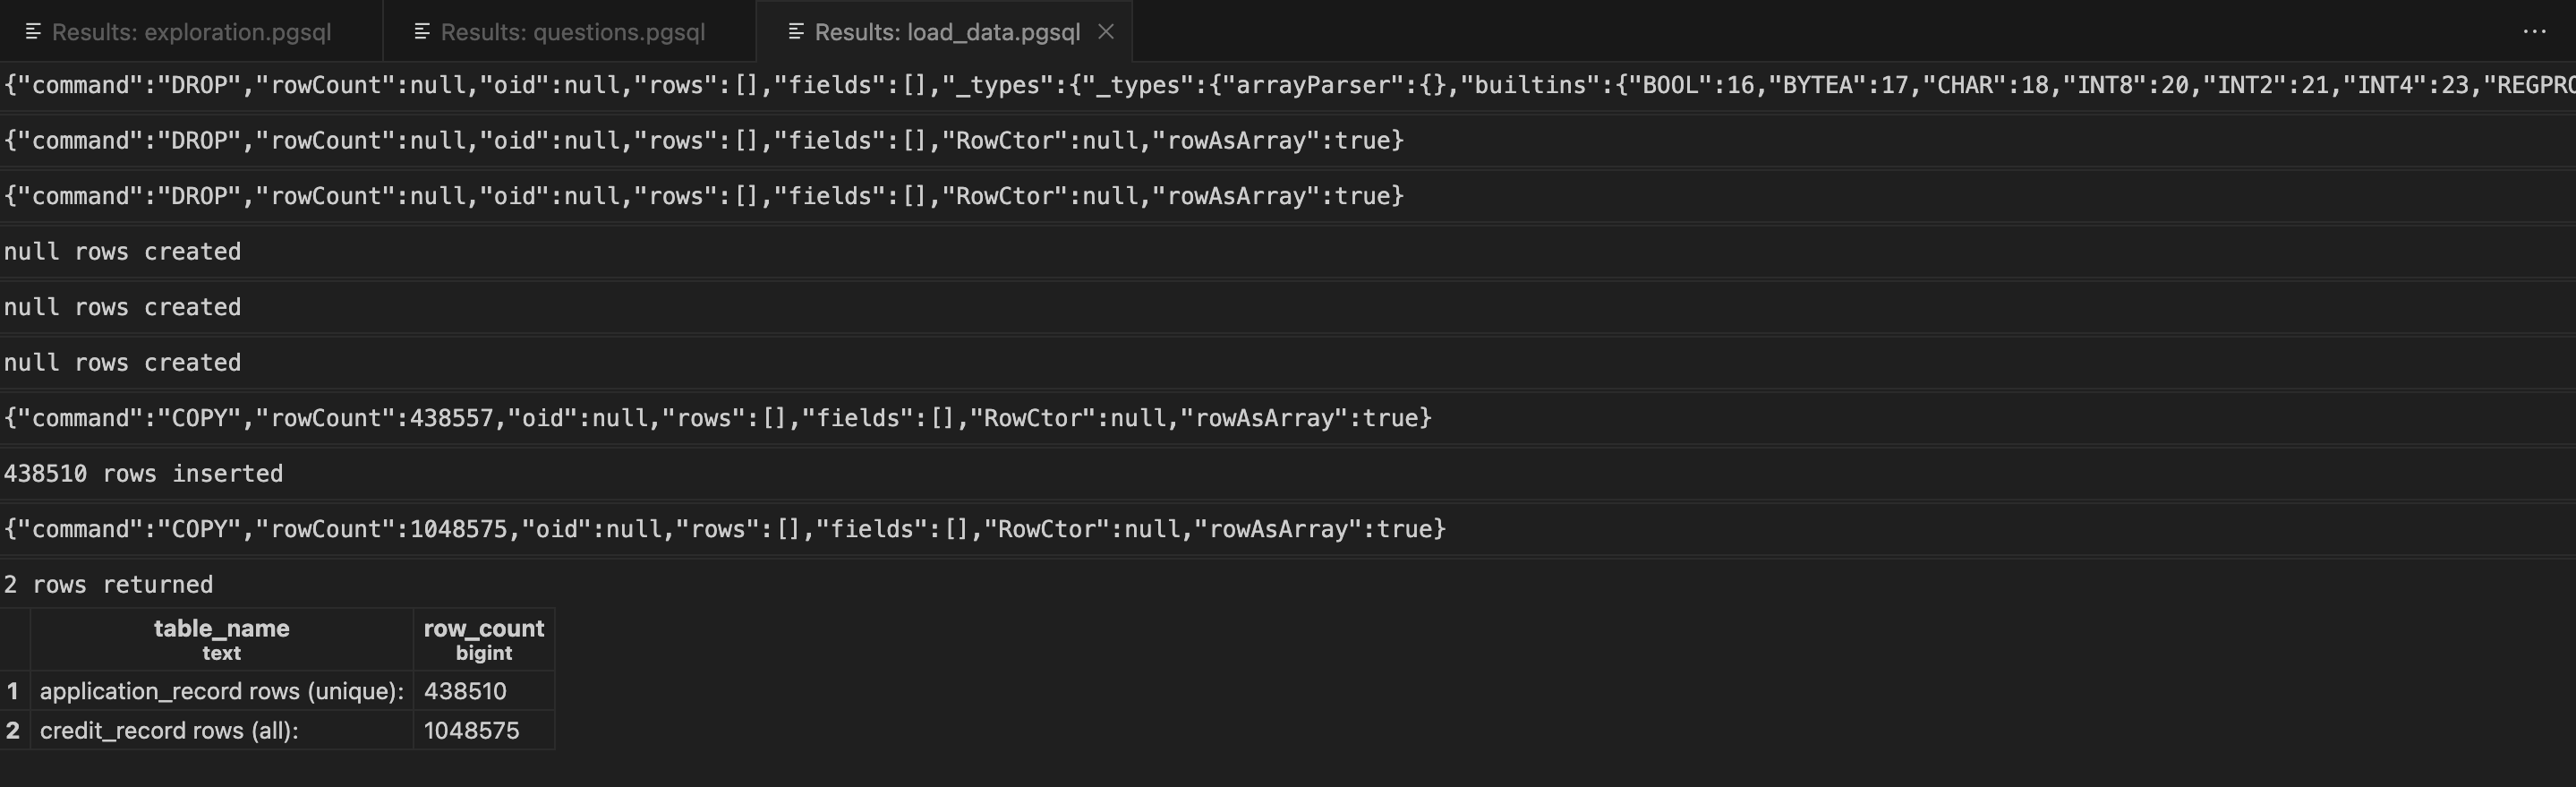 Results: exploration.pgsql Results: questions.pgsql Results: load_data.pgsql
{"command":"DROP","rowCount":null,"oid":null,"rows":[],"fields":[],"_types":{"_types":{"arrayParser":{},"builtins":{"BOOL":16,"BYTEA":17,"CHAR":18,"INT8":20,"INT2":21,"INT4":23,"REGPRO
{"command":"DROP","rowCount":null,"oid":null,"rows":[],"fields":[],"RowCtor":null,"rowAsArray":true}
{"command":"DROP","rowCount":null,"oid":null,"rows":[],"fields":[],"RowCtor":null,"rowAsArray":true}
null rows created
null rows created
null rows created
{"command":"COPY","rowCount":438557,"oid":null,"rows":[],"fields":[],"RowCtor":null,"rowAsArray":true}
438510 rows inserted
{"command":"COPY","rowCount":1048575,"oid":null,"rows":[],"fields":[],"RowCtor":null,"rowAsArray":true}
2 rows returned
table_name row_count
text bigint
1 application_record rows (unique): 438510
2 credit_record rows (all): 1048575